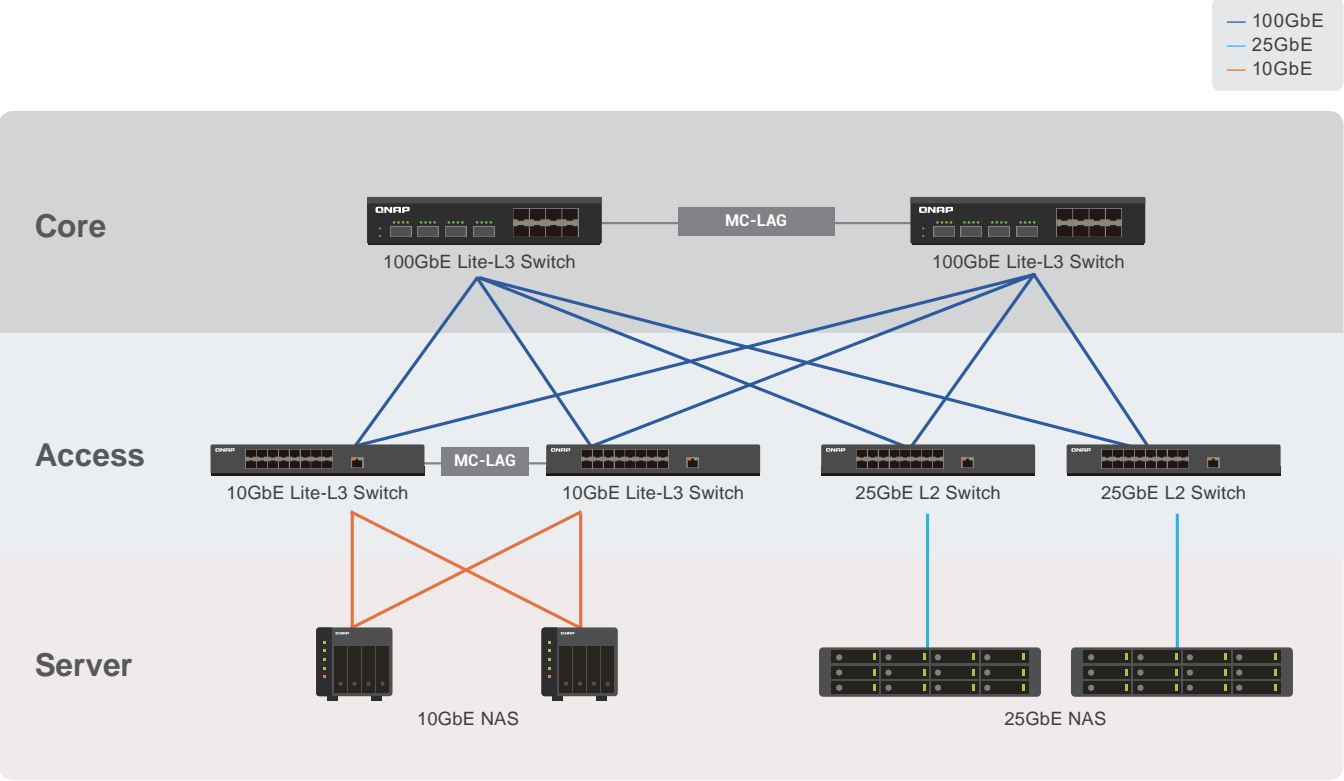 100GbE
25GbE
10GbE
Core
QNAP
QNAP
MC-LAG
100GbE Lite-L3 Switch
100GbE Lite-L3 Switch
Access
QNAP
QNAP
QNAP
QNAP
MC-LAG
10GbE Lite-L3 Switch
10GbE Lite-L3 Switch
25GbE L2 Switch
25GbE L2 Switch
Server
QNAP
QNAP
10GbE NAS
25GbE NAS